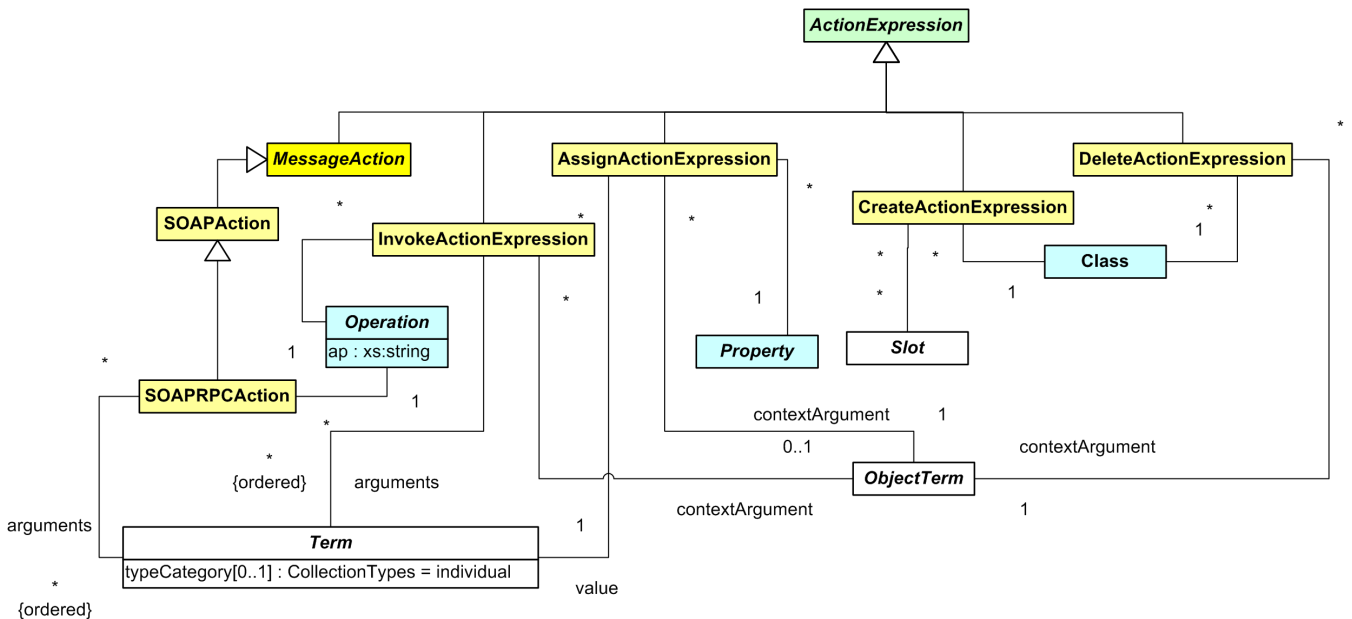 ActionExpression
*
MessageAction
AssignActionExpression
DeleteActionExpression
*
*
*
*
*
SOAPAction
CreateActionExpression
1
InvokeActionExpression
*
*
Class
*
*
1
1
Operation
ap : xs:string
1
Property
Slot
*
SOAPRPCAction
1
contextArgument
1
*
0..1
contextArgument
*
{ordered}
arguments
ObjectTerm
contextArgument
1
arguments
1
Term
typeCategory[0..1] : CollectionTypes = individual
*
value
{ordered}